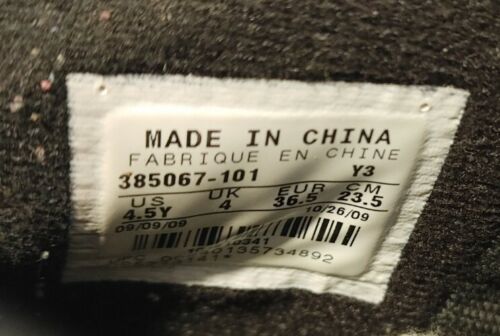 MADE IN CHINA
FABRIQUE EN CHINE
385067-101 Y3
US UK EUR CM
4.5Y 4 36.5 23.5
09/09/09 10/26/09